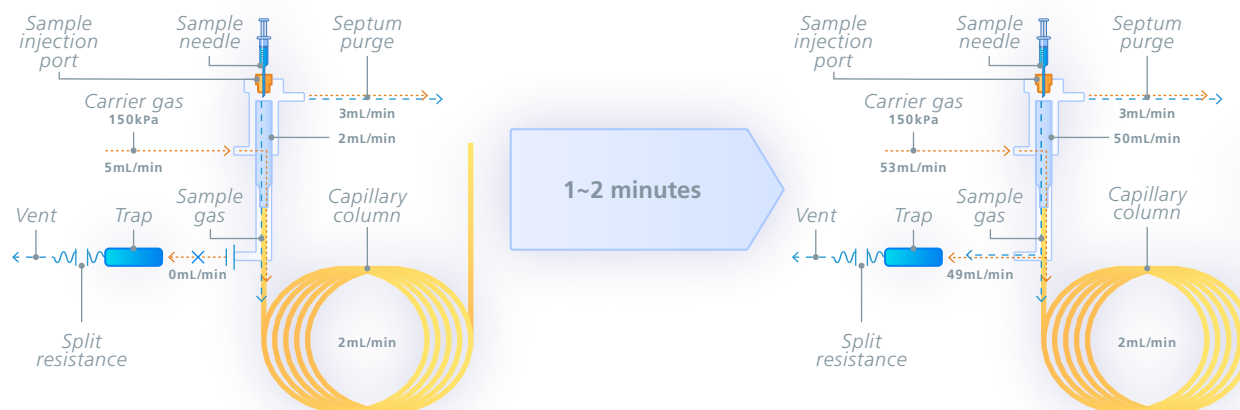 Sample
injection
port
Sample
needle
Septum
purge
Carrier gas
150kPa
3mL/min
2mL/min
5mL/min
Vent
Trap
Sample
gas
Capillary
column
0mL/min
Split
resistance
2mL/min
1~2 minutes
Sample
injection
port
Sample
needle
Septum
purge
Carrier gas
150kPa
3mL/min
50mL/min
53mL/min
Vent
Trap
Sample
gas
Capillary
column
49mL/min
Split
resistance
2mL/min